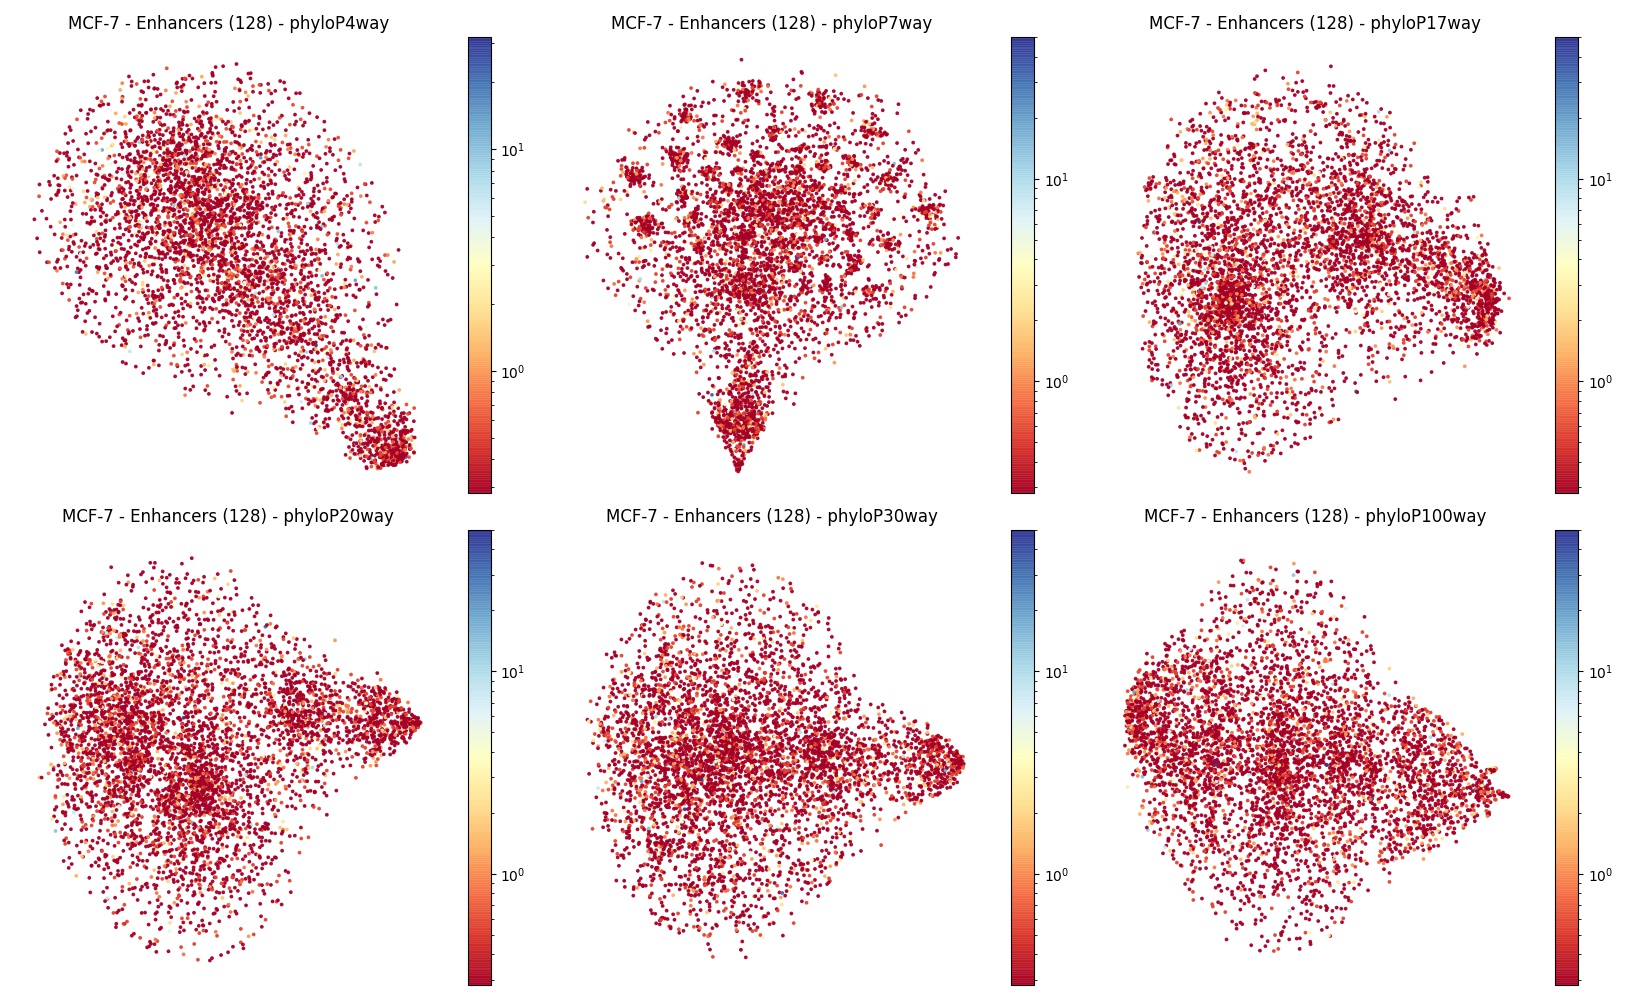 MCF-7 - Enhancers (128) - phyloP4way
MCF-7 - Enhancers (128) - phyloP7way
MCF-7 - Enhancers (128) - phyloP17way
10¹
10⁰
10¹
10⁰
10¹
10⁰
MCF-7 - Enhancers (128) - phyloP20way
MCF-7 - Enhancers (128) - phyloP30way
MCF-7 - Enhancers (128) - phyloP100way
10¹
10⁰
10¹
10⁰
10¹
10⁰